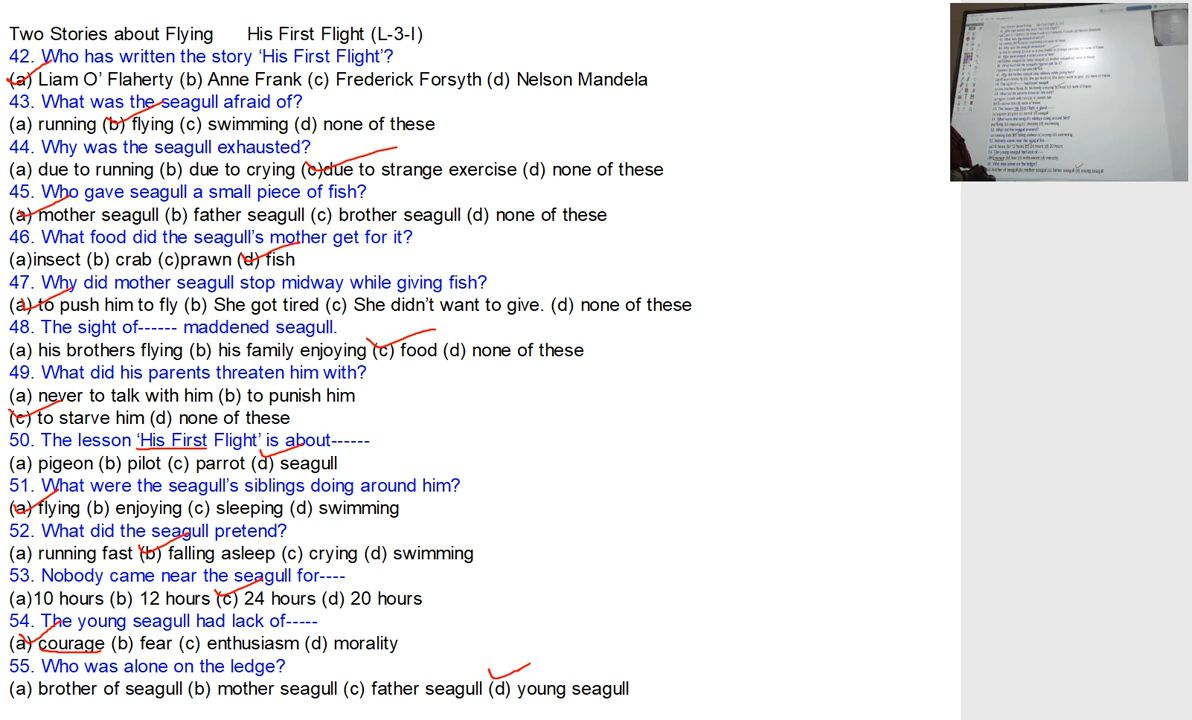 Two Stories about Flying His First Flight (L-3-I)
42. Who has written the story ‘His First Flight’?
(a) Liam O’ Flaherty (b) Anne Frank (c) Frederick Forsyth (d) Nelson Mandela
43. What was the seagull afraid of?
(a) running (b) flying (c) swimming (d) none of these
44. Why was the seagull exhausted?
(a) due to running (b) due to crying (c) due to strange exercise (d) none of these
45. Who gave seagull a small piece of fish?
(a) mother seagull (b) father seagull (c) brother seagull (d) none of these
46. What food did the seagull’s mother get for it?
(a)insect (b) crab (c)prawn (d) fish
47. Why did mother seagull stop midway while giving fish?
(a) to push him to fly (b) She got tired (c) She didn’t want to give. (d) none of these
48. The sight of------ maddened seagull.
(a) his brothers flying (b) his family enjoying (c) food (d) none of these
49. What did his parents threaten him with?
(a) never to talk with him (b) to punish him
(c) to starve him (d) none of these
50. The lesson ‘His First Flight’ is about------
(a) pigeon (b) pilot (c) parrot (d) seagull
51. What were the seagull’s siblings doing around him?
(a) flying (b) enjoying (c) sleeping (d) swimming
52. What did the seagull pretend?
(a) running fast (b) falling asleep (c) crying (d) swimming
53. Nobody came near the seagull for----
(a)10 hours (b) 12 hours (c) 24 hours (d) 20 hours
54. The young seagull had lack of-----
(a) courage (b) fear (c) enthusiasm (d) morality
55. Who was alone on the ledge?
(a) brother of seagull (b) mother seagull (c) father seagull (d) young seagull